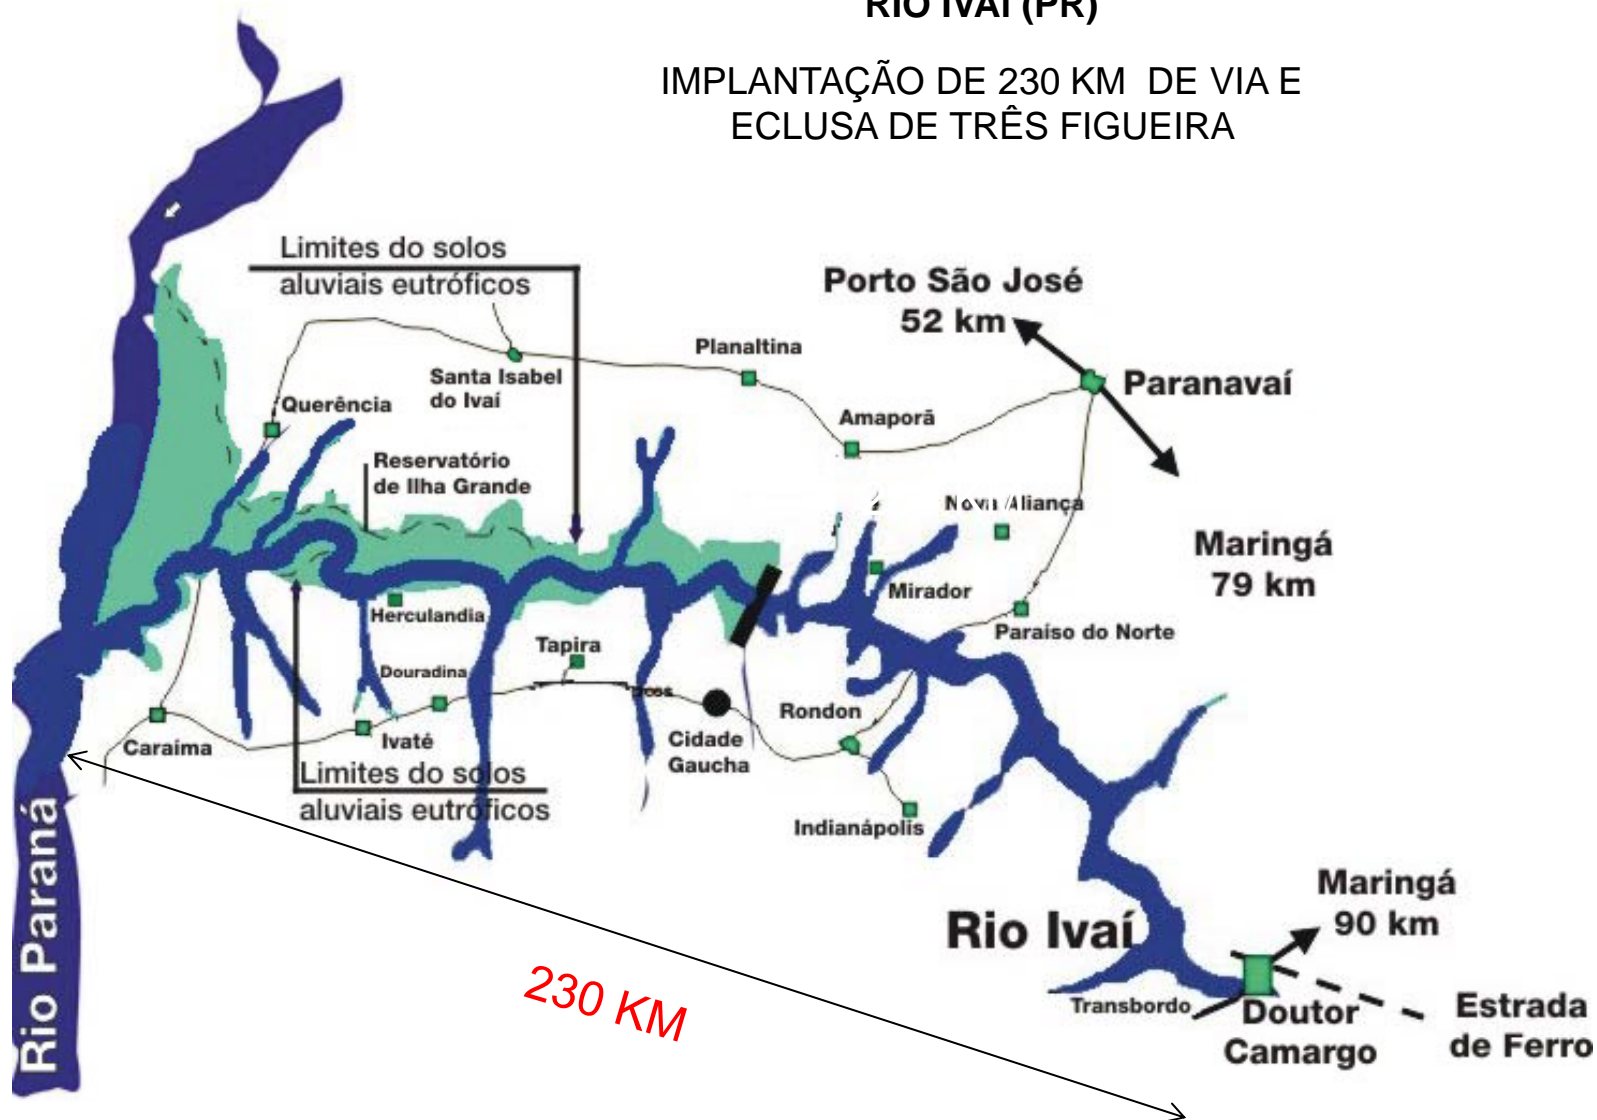 RIO IVAÍ (PR)
IMPLANTAÇÃO DE 230 KM DE VIA E
ECLUSA DE TRÊS FIGUEIRA
Limites do solos
aluviais eutróficos
Porto São José
52 km
Planaltina
Santa Isabel
do Ivaí
Paranavaí
Querência
Amaporã
Reservatório
de Ilha Grande
Nova Aliança
Maringá
79 km
Mirador
Herculandia
Paraiso do Norte
Tapira
Douradina
Rondon
Caraima
Ivaté
Cidade
Gaucha
Limites do solos
aluviais eutróficos
Indianápolis
Rio Paraná
Maringá
90 km
Rio Ivaí
230 KM
Transbordo
Doutor
Camargo
Estrada
de Ferro